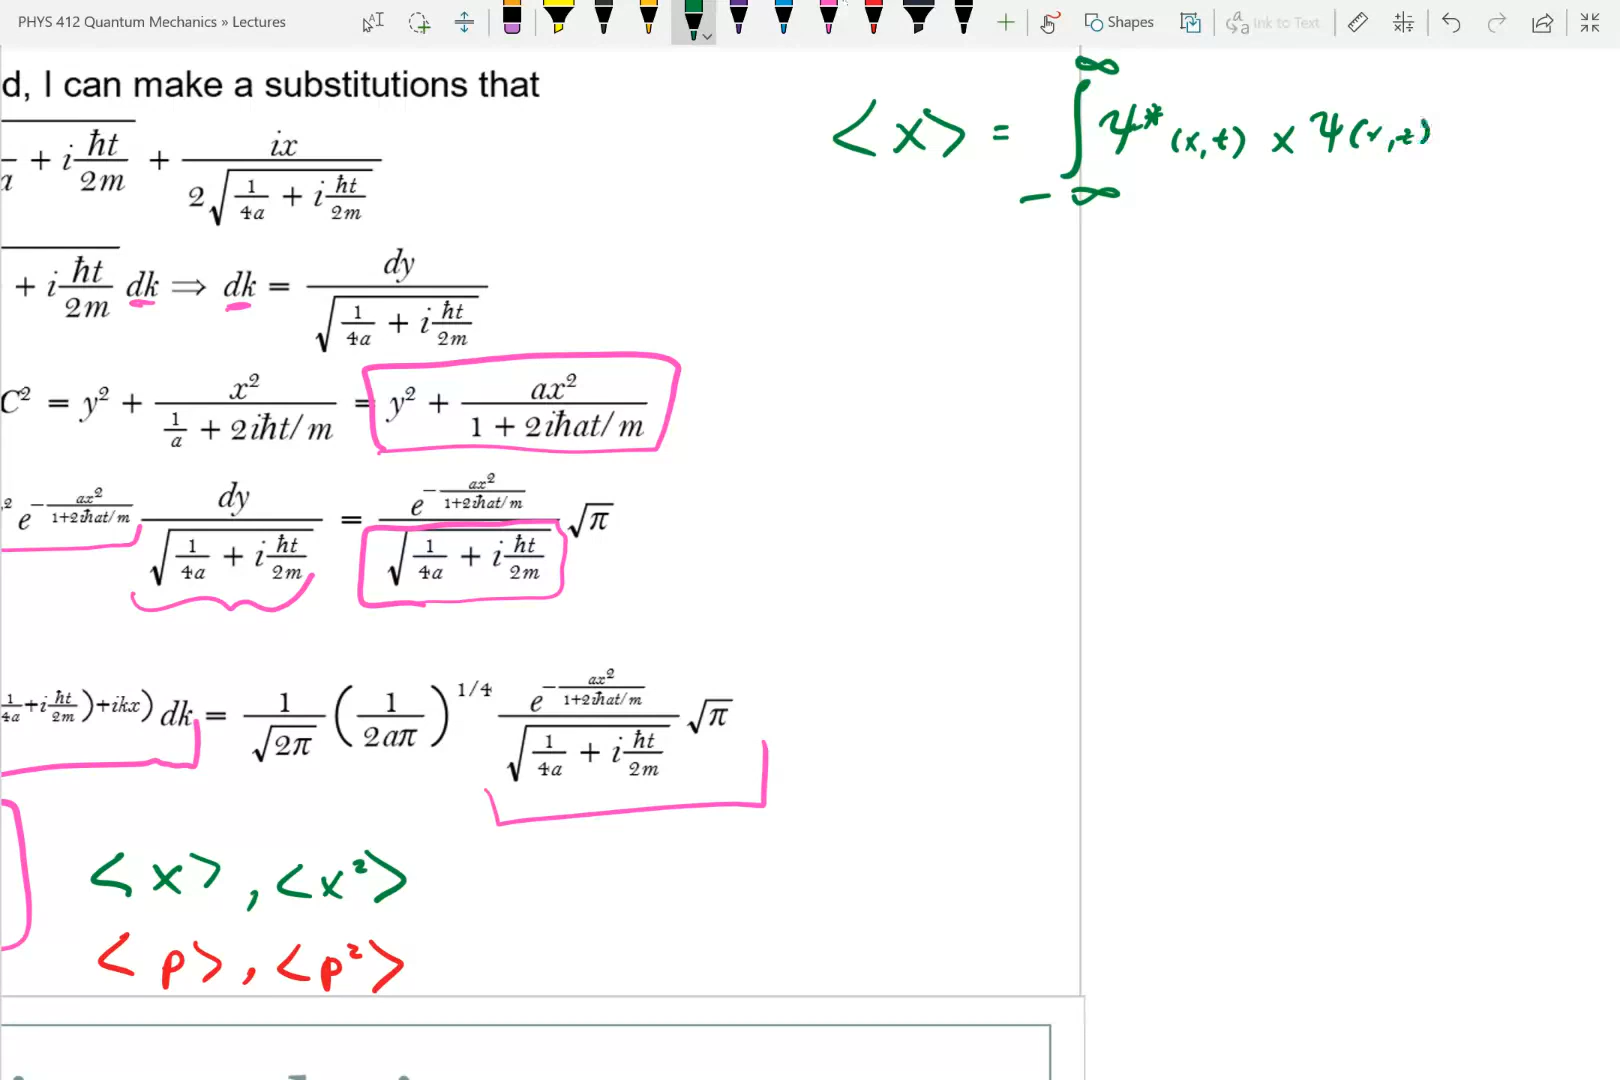 PHYS 412 Quantum Mechanics » Lectures Shapes Ink to Text
d, I can make a substitutions that
+ i ħt/2m + ix/(2√(1/4a + i ħt/2m))
+ i ħt/2m dk ⟹ dk = dy/√(1/4a + i ħt/2m)
C² = y² + x²/(1/a + 2iħt/m) = y² + ax²/(1 + 2iħat/m)
e^(-ax²/(1+2iħat/m)) dy/√(1/4a + i ħt/2m) = e^(-ax²/(1+2iħat/m))/√(1/4a + i ħt/2m) √π
1/4a + i ħt/2m) + ikx) dk = 1/√2π (1/2aπ)^1/4 e^(-ax²/(1+2iħat/m))/√(1/4a + i ħt/2m) √π
<x>, <x²>
<p>, <p²>
<x> = ∫_{-∞}^{∞} Ψ*(x,t) x Ψ(x,t)